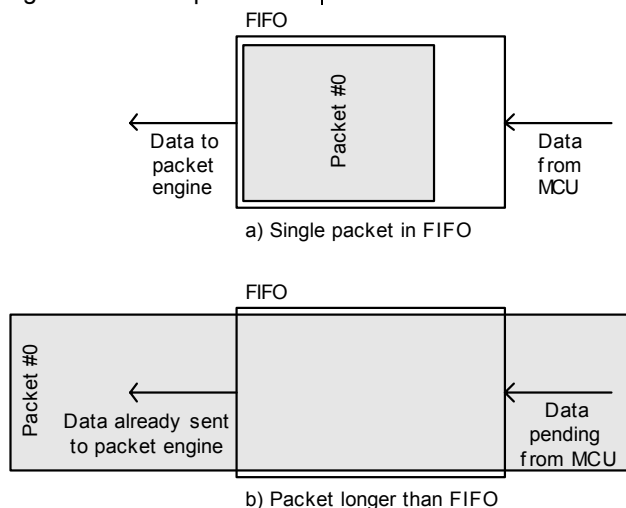 FIFO
Packet #0
Data to
packet
engine
Data
from
MCU
a) Single packet in FIFO
FIFO
Packet #0
Data already sent
to packet engine
Data
pending
from MCU
b) Packet longer than FIFO